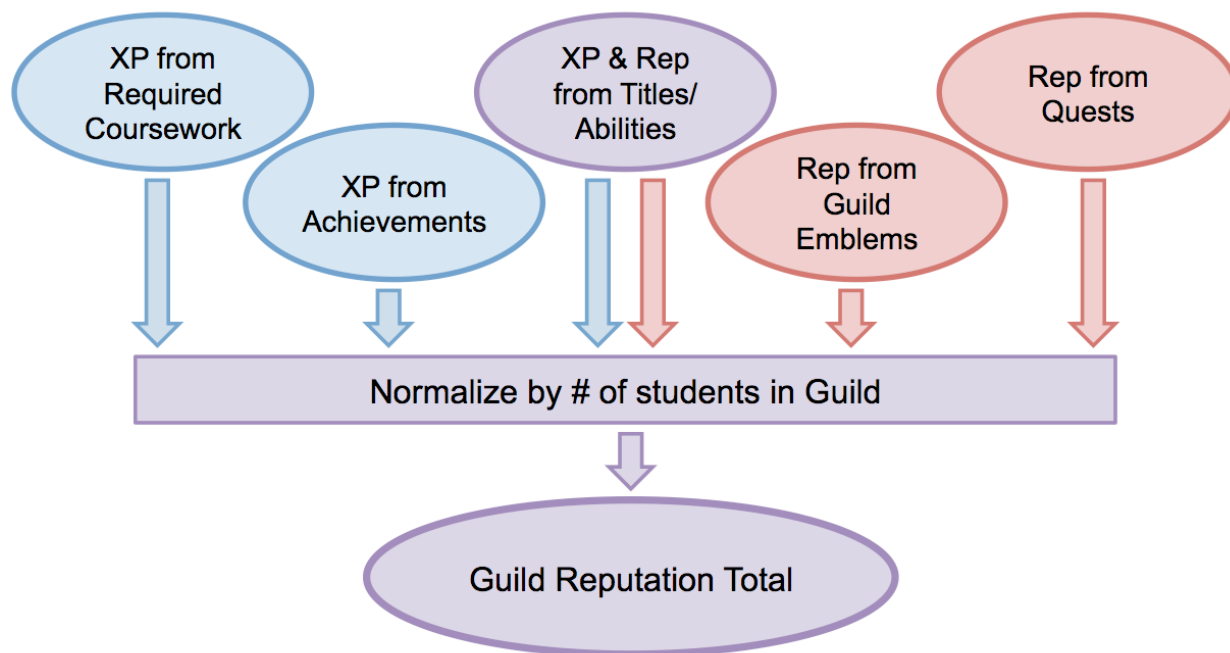 XP from
Required
Coursework
XP from
Achievements
XP & Rep
from Titles/
Abilities
Rep from
Guild
Emblems
Rep from
Quests
Normalize by # of students in Guild
Guild Reputation Total